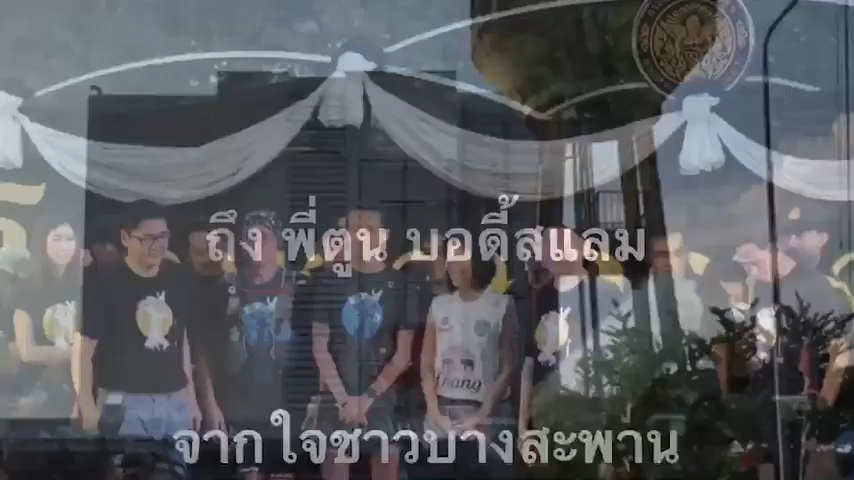 ถึง พี่ตูน บอดี้สแลม
chang
จากใจชาวบางสะพาน